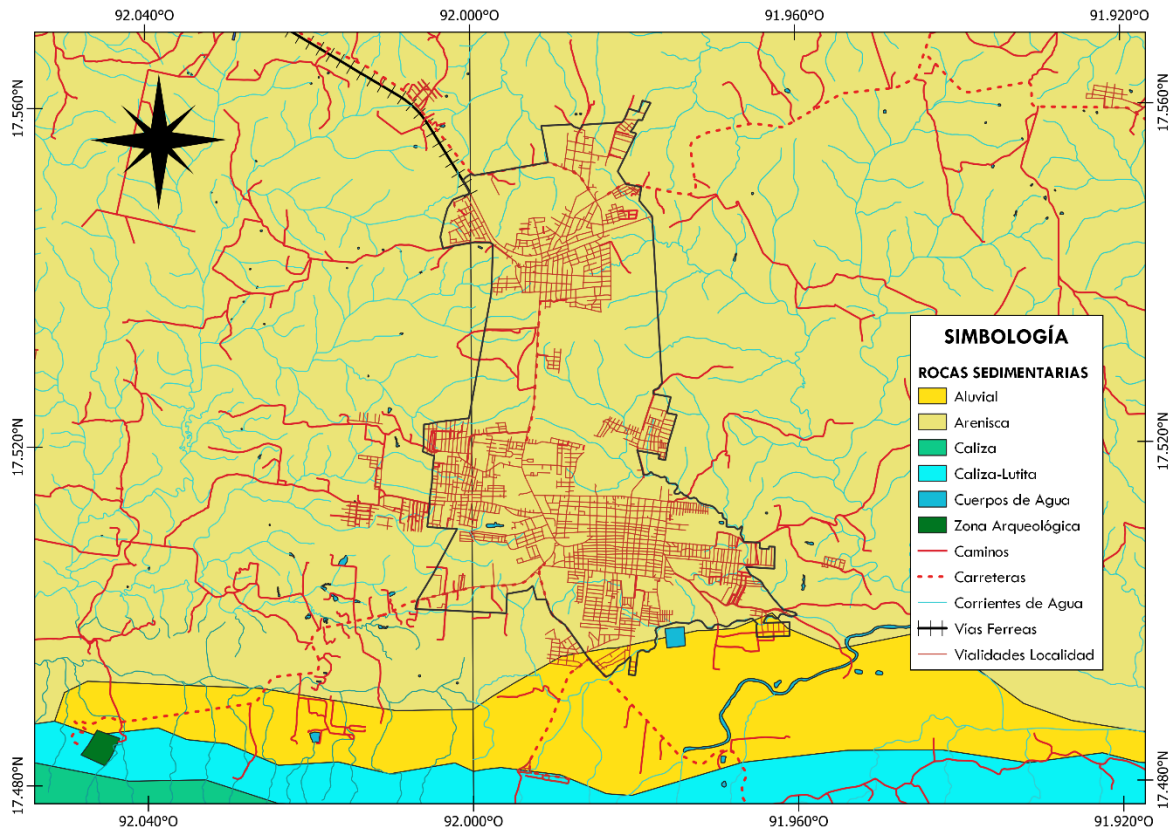 92.040°O 92.000°O 91.960°O 91.920°O
17.560°N 17.560°N
SIMBOLOGÍA
ROCAS SEDIMENTARIAS
Aluvial
Arenisca
Caliza
Caliza-Lutita
Cuerpos de Agua
Zona Arqueológica
Caminos
Carreteras
Corrientes de Agua
Vías Ferreas
Vialidades Localidad
17.520°N 17.520°N
17.480°N 17.480°N
92.040°O 92.000°O 91.960°O 91.920°O